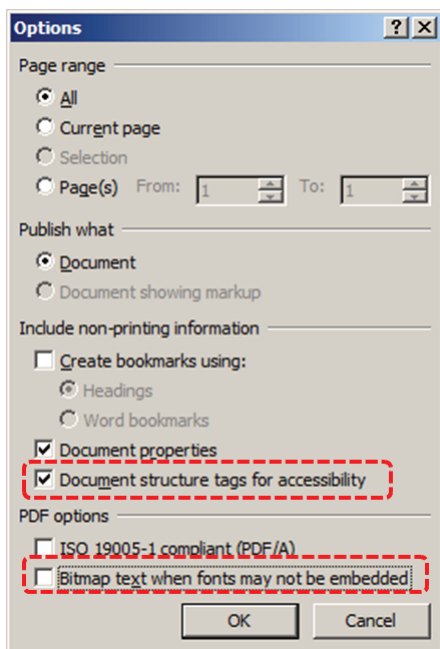 Options
Page range
All
Current page
Selection
Page(s) From: 1 To: 1
Publish what
Document
Document showing markup
Include non-printing information
Create bookmarks using:
Headings
Word bookmarks
Document properties
Document structure tags for accessibility
PDF options
ISO 19005-1 compliant (PDF/A)
Bitmap text when fonts may not be embedded
OK Cancel